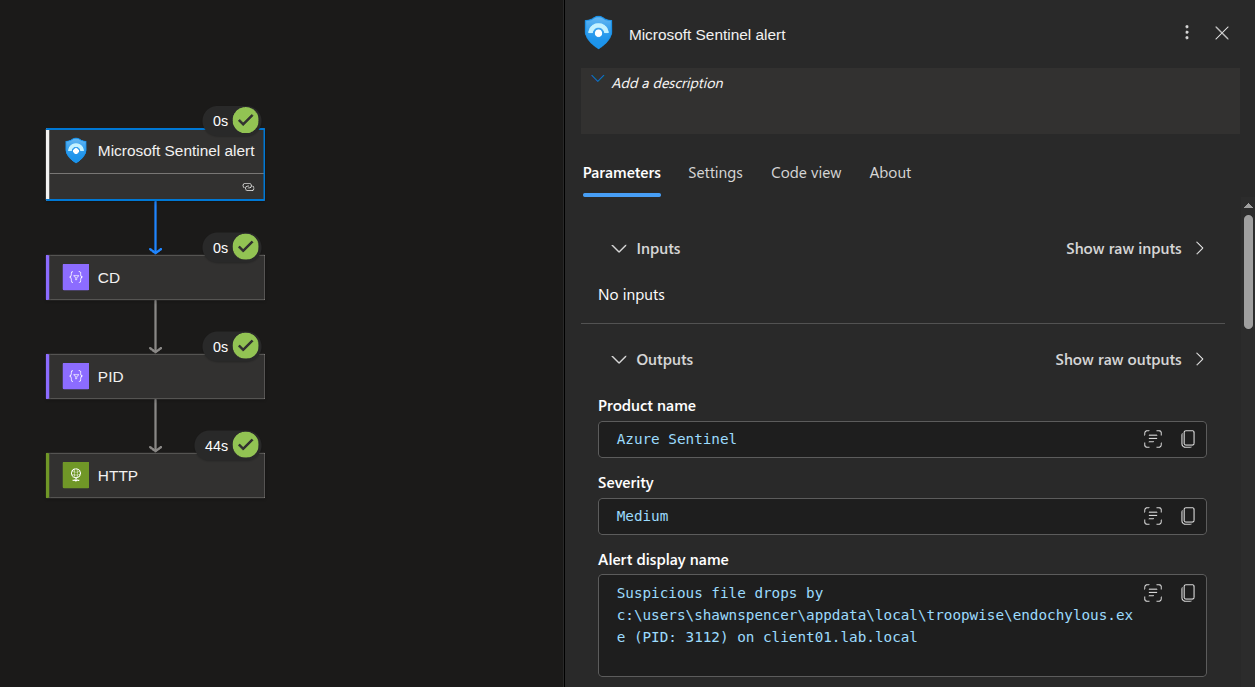 0s
Microsoft Sentinel alert
0s
CD
0s
PID
44s
HTTP
Microsoft Sentinel alert
Add a description
Parameters Settings Code view About
Inputs Show raw inputs
No inputs
Outputs Show raw outputs
Product name
Azure Sentinel
Severity
Medium
Alert display name
Suspicious file drops by
c:\users\shawnspencer\appdata\local\troopwise\endochylous.ex
e (PID: 3112) on client01.lab.local